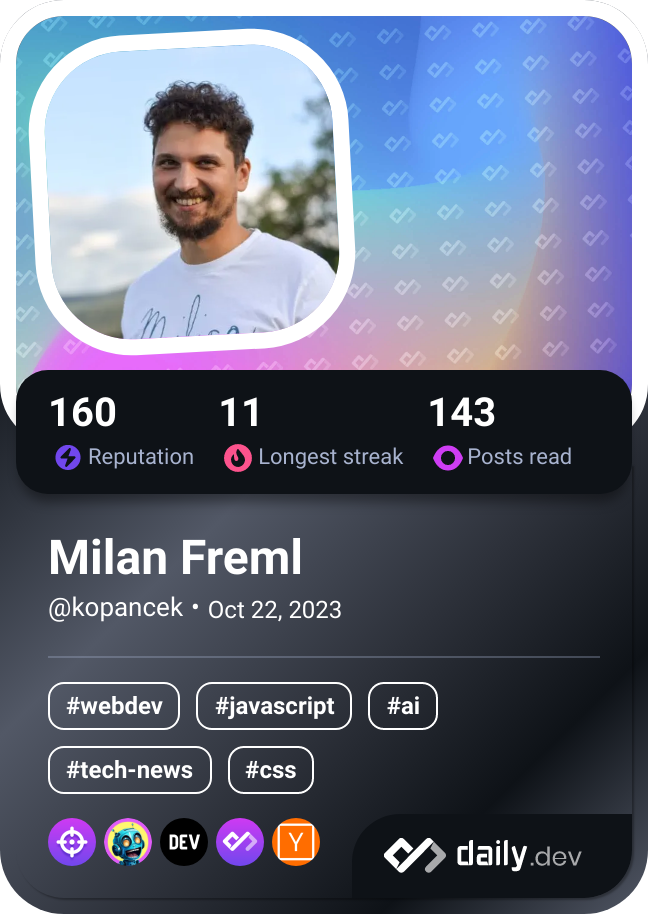 160 11 143
Reputation Longest streak Posts read
Milan Freml
@kopancek • Oct 22, 2023
#webdev #javascript #ai
#tech-news #css
DEV Y
daily.dev